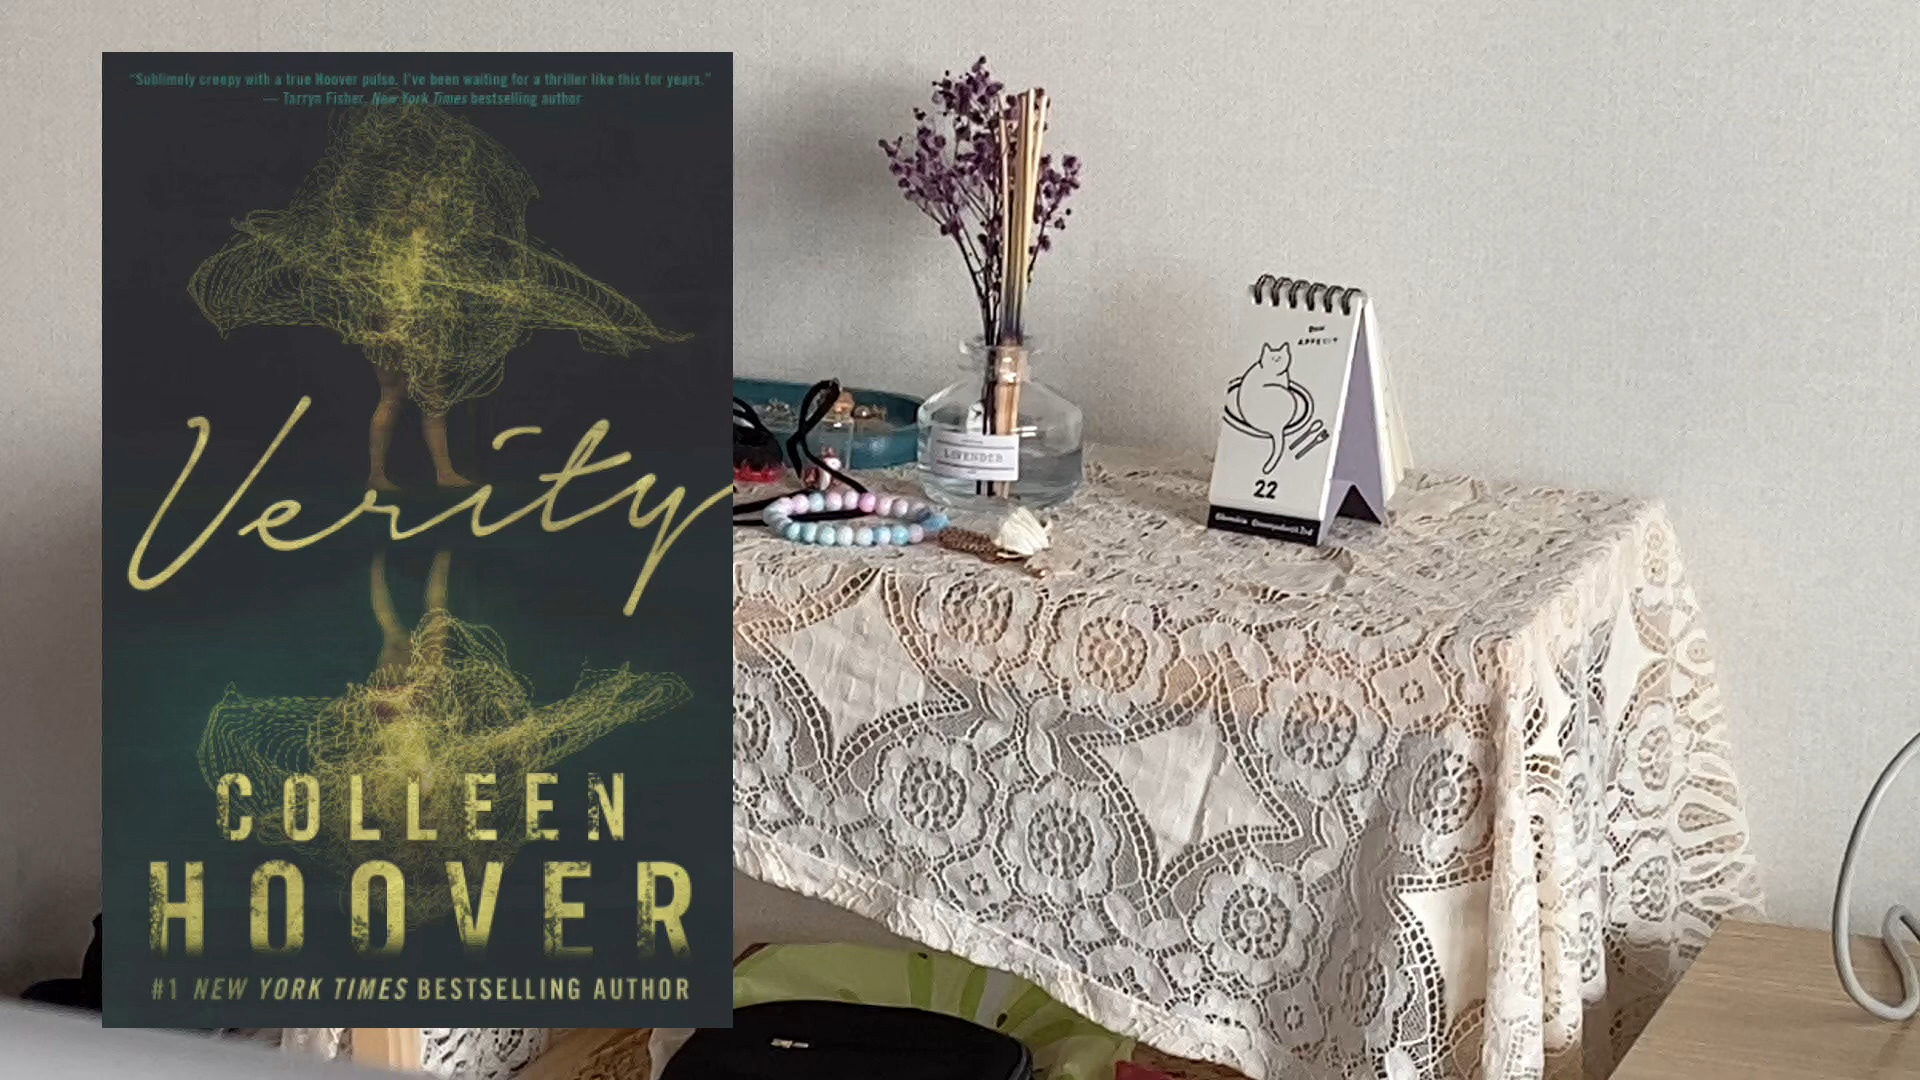 “Sublimely creepy with a true Hoover pulse. I’ve been waiting for a thriller like this for years.”
— Tarryn Fisher, New York Times bestselling author
Verity
COLLEEN
HOOVER
#1 NEW YORK TIMES BESTSELLING AUTHOR
LAVENDER
APPETIT
22